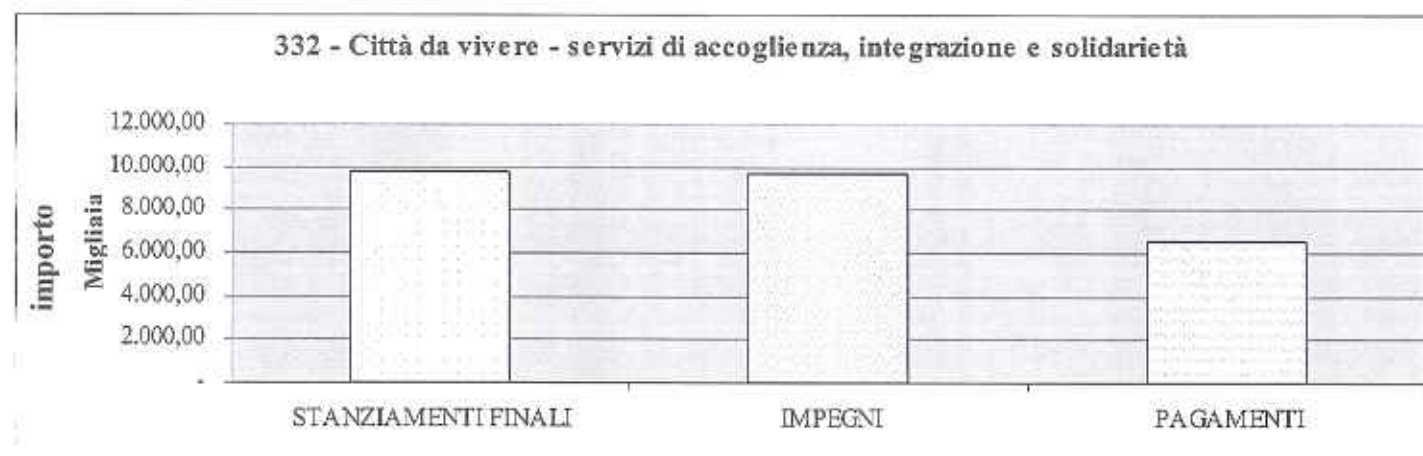 332 - Città da vivere - servizi di accoglienza, integrazione e solidarietà
importo
Migliaia
12.000,00
10.000,00
8.000,00
6.000,00
4.000,00
2.000,00
-
STANZIAMENTI FINALI
IMPEGNI
PAGAMENTI